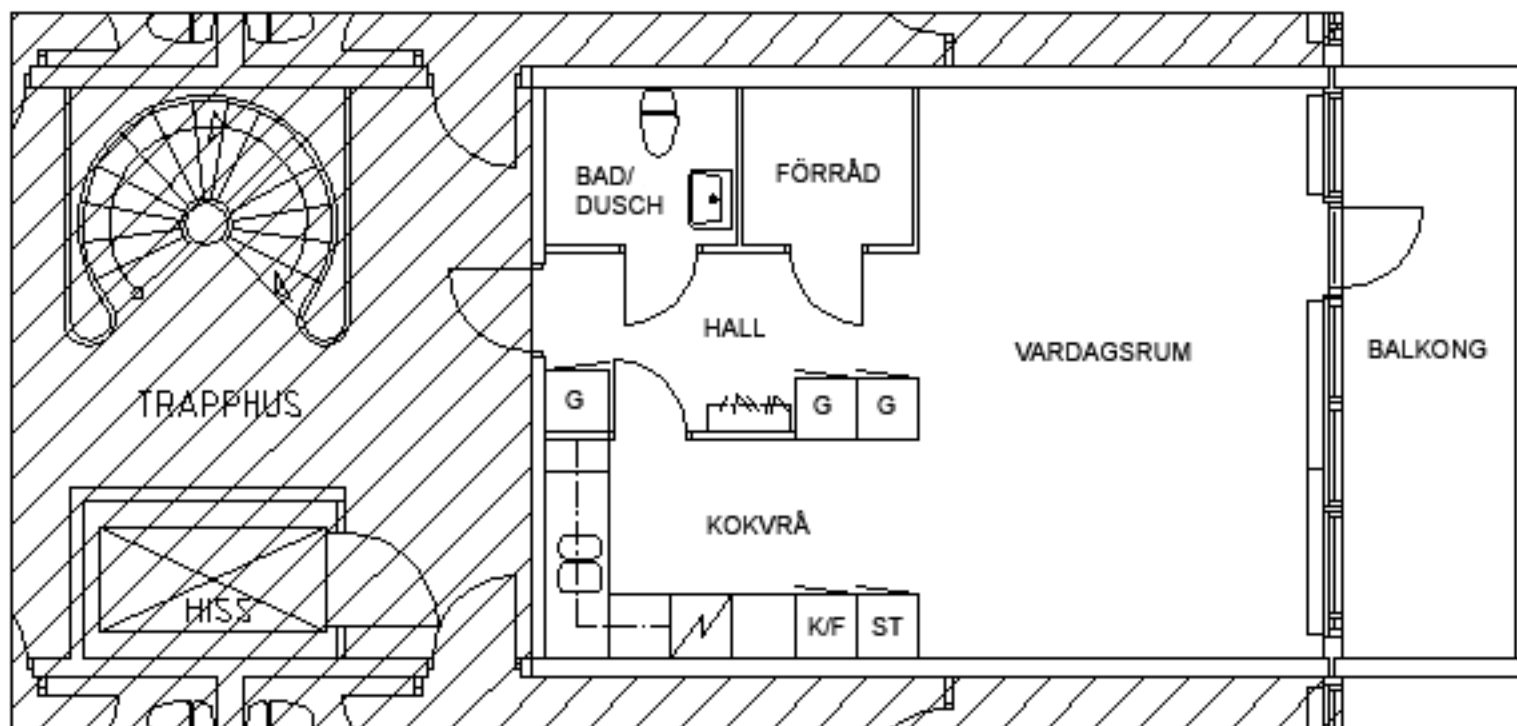 BAD/
DUSCH
FÖRRÅD
HALL
VARDAGSRUM
BALKONG
TRAPPHUS
G
G
G
KOKVRÅ
HISS
K/F
ST